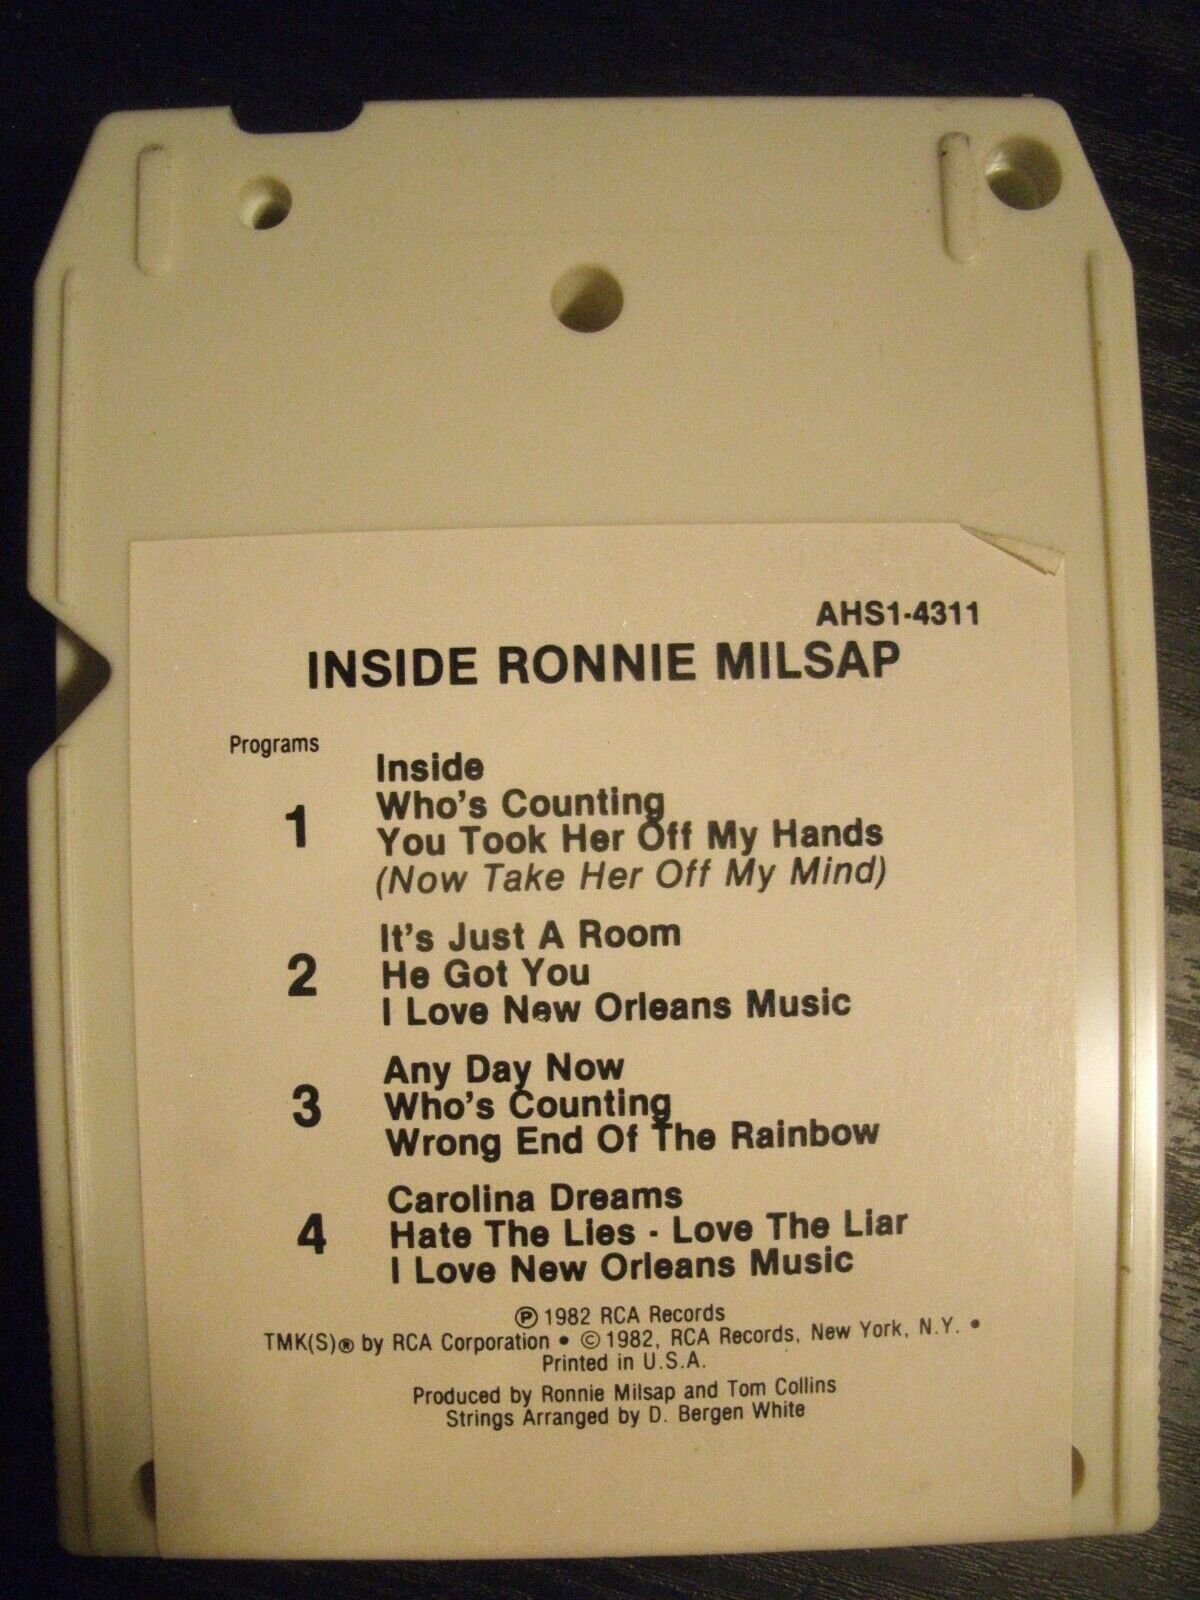 AHS1-4311
INSIDE RONNIE MILSAP
Programs
1
Inside
Who's Counting
You Took Her Off My Hands
(Now Take Her Off My Mind)
2
It's Just A Room
He Got You
I Love New Orleans Music
3
Any Day Now
Who's Counting
Wrong End Of The Rainbow
4
Carolina Dreams
Hate The Lies - Love The Liar
I Love New Orleans Music
℗ 1982 RCA Records
TMK(S)® by RCA Corporation • © 1982, RCA Records, New York, N.Y. •
Printed in U.S.A.
Produced by Ronnie Milsap and Tom Collins
Strings Arranged by D. Bergen White